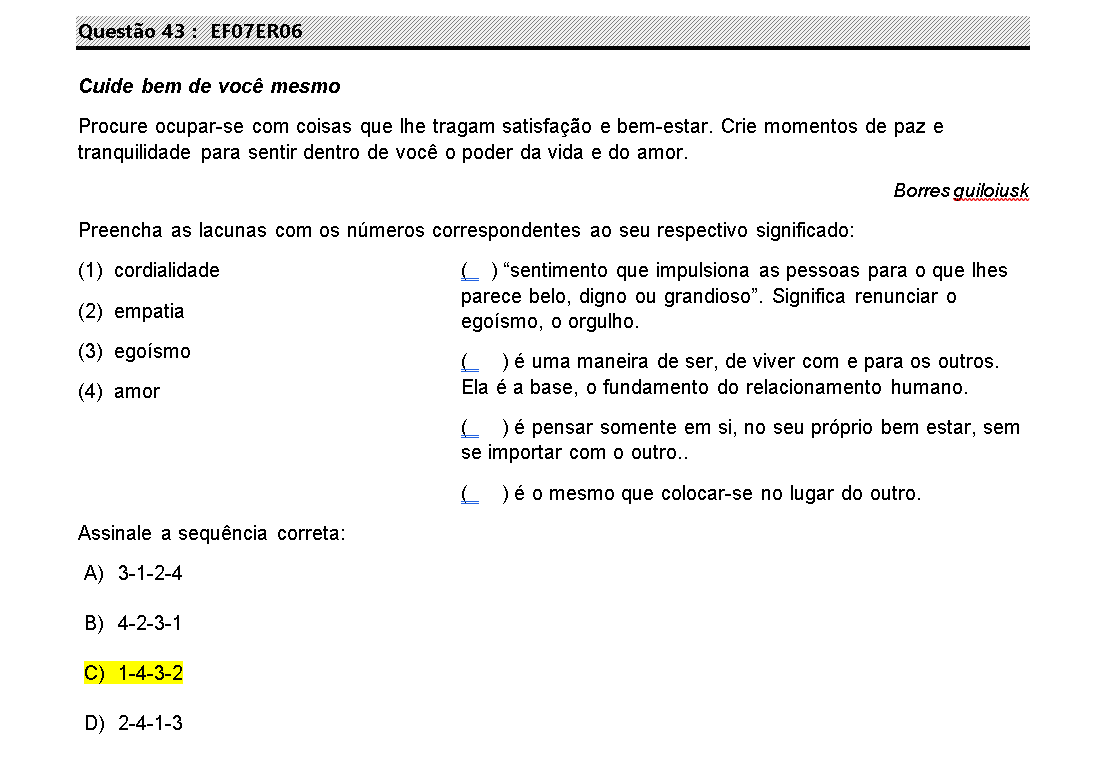 Questão 43 : EF07ER06
Cuide bem de você mesmo
Procure ocupar-se com coisas que lhe tragam satisfação e bem-estar. Crie momentos de paz e
tranquilidade para sentir dentro de você o poder da vida e do amor.
Borres guiloiusk
Preencha as lacunas com os números correspondentes ao seu respectivo significado:
(1) cordialidade
(2) empatia
(3) egoísmo
(4) amor
(_ ) “sentimento que impulsiona as pessoas para o que lhes
parece belo, digno ou grandioso”. Significa renunciar o
egoísmo, o orgulho.
(_ ) é uma maneira de ser, de viver com e para os outros.
Ela é a base, o fundamento do relacionamento humano.
(_ ) é pensar somente em si, no seu próprio bem estar, sem
se importar com o outro..
(_ ) é o mesmo que colocar-se no lugar do outro.
Assinale a sequência correta:
A) 3-1-2-4
B) 4-2-3-1
C) 1-4-3-2
D) 2-4-1-3